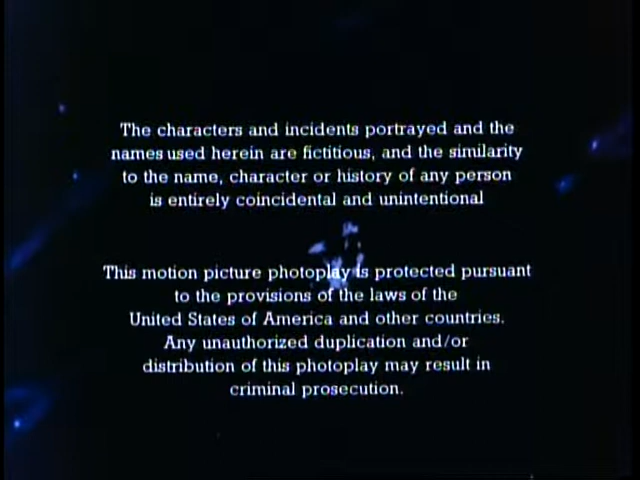 The characters and incidents portrayed and the
names used herein are fictitious, and the similarity
to the name, character or history of any person
is entirely coincidental and unintentional
This motion picture photoplay is protected pursuant
to the provisions of the laws of the
United States of America and other countries.
Any unauthorized duplication and/or
distribution of this photoplay may result in
criminal prosecution.